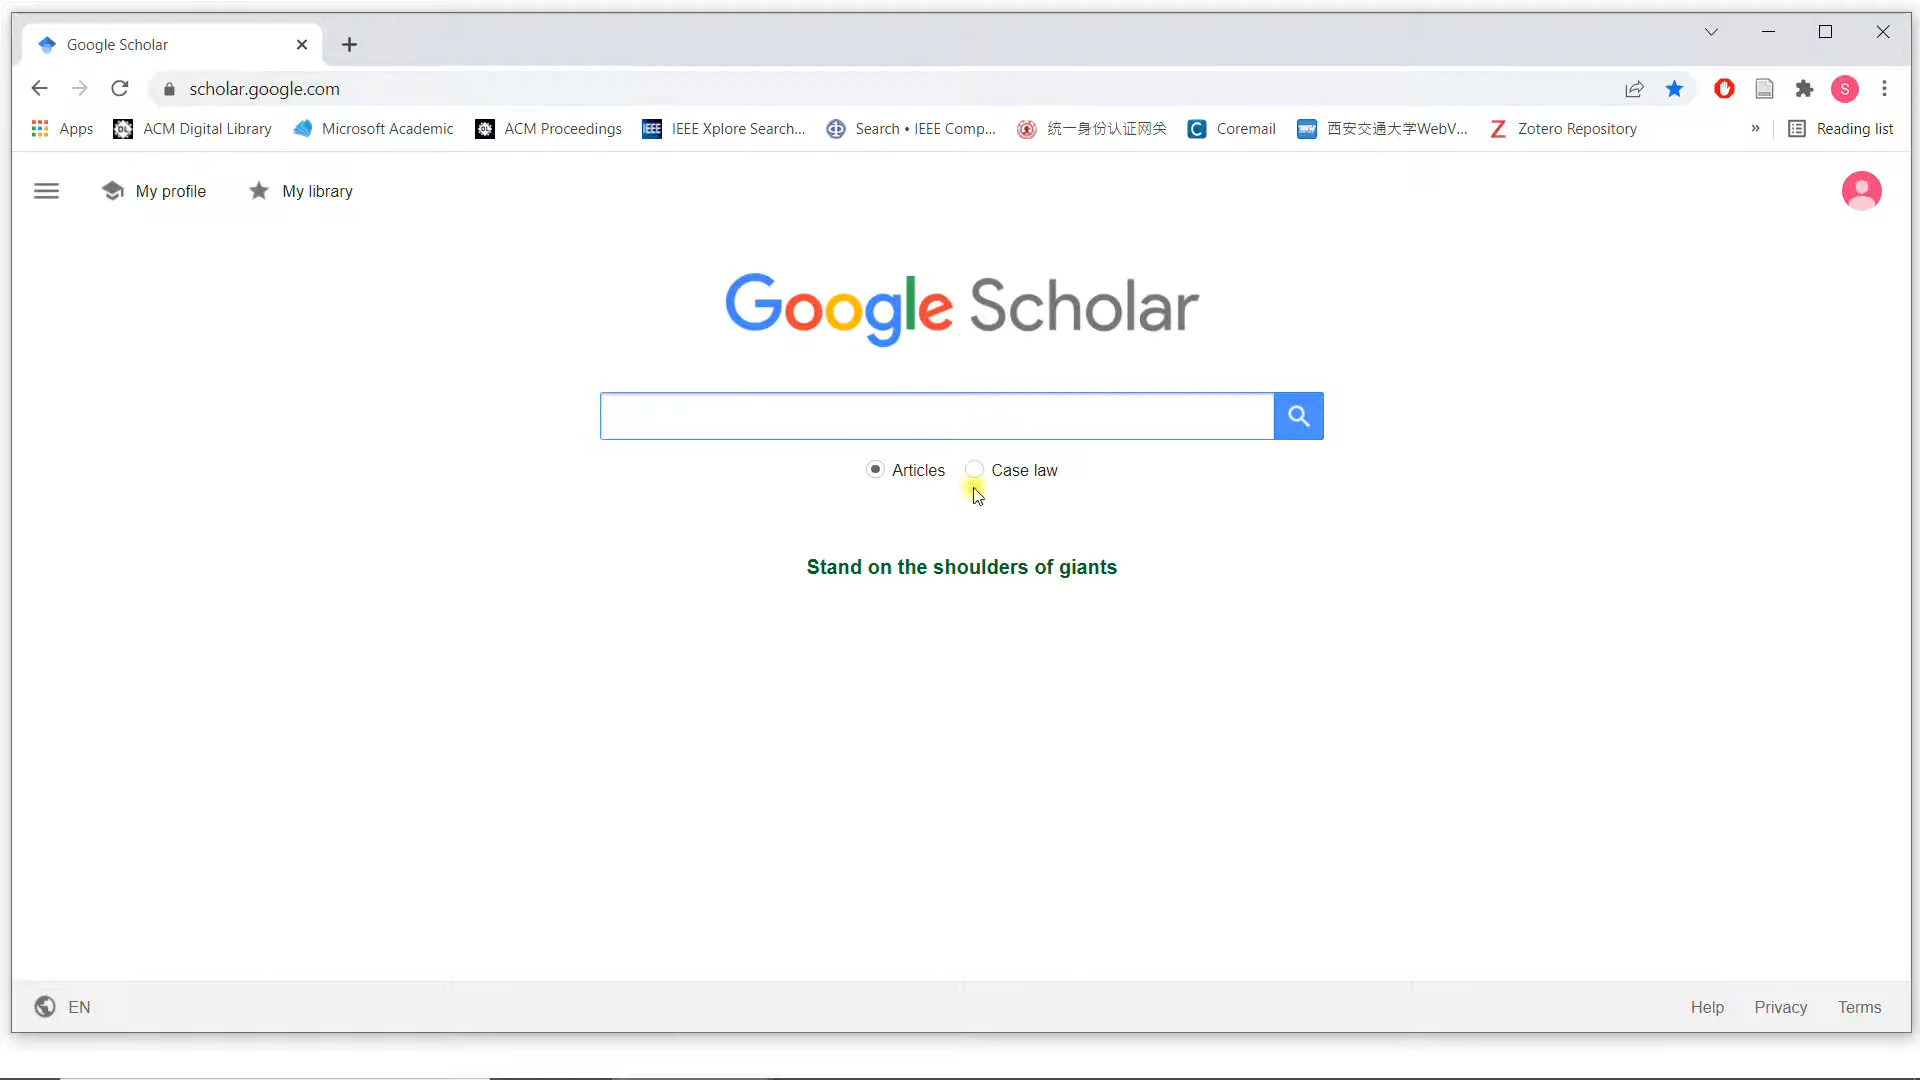 Google Scholar
scholar.google.com
S
Apps
ACM Digital Library
Microsoft Academic
ACM Proceedings
IEEE
IEEE Xplore Search...
Search • IEEE Comp...
统一身份认证网关
C
Coremail
西安交通大学WebV...
Z
Zotero Repository
»
Reading list
My profile
My library
Google Scholar
Articles
Case law
Stand on the shoulders of giants
EN
Help
Privacy
Terms